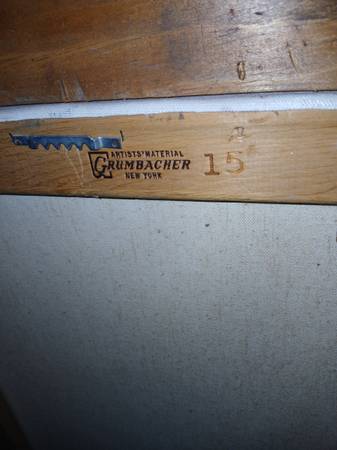 ARTISTS' MATERIAL
GRUMBACHER 15
NEW YORK